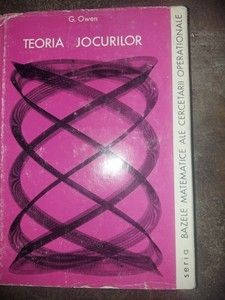 G. Owen
TEORIA JOCURILOR
seria BAZELE MATEMATICE ALE CERCETĂRII OPERAȚIONALE